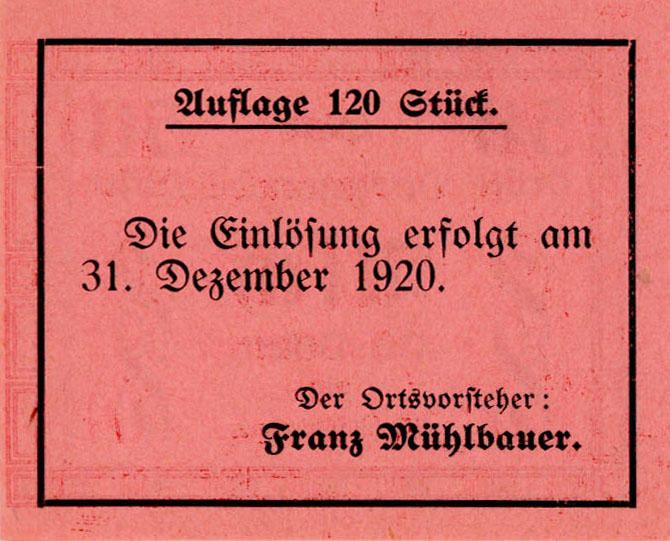 Auflage 120 Stück.
Die Einlöſung erfolgt am
31. Dezember 1920.
Der Ortsvorſteher:
Franz Mühlbauer.